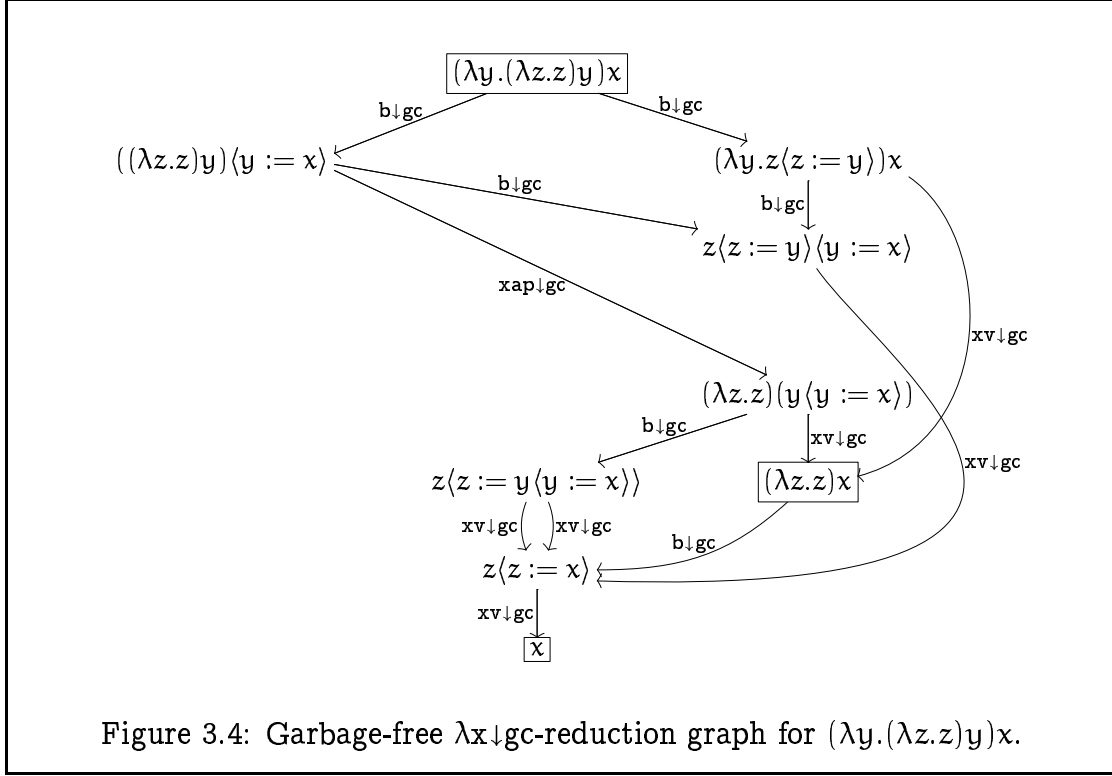 (λy.(λz.z)y)x
b↓gc b↓gc
((λz.z)y)⟨y := x⟩ (λy.z⟨z := y⟩)x
b↓gc b↓gc
z⟨z := y⟩⟨y := x⟩
xap↓gc
xv↓gc
(λz.z)(y⟨y := x⟩)
b↓gc xv↓gc
xv↓gc
z⟨z := y⟨y := x⟩⟩ (λz.z)x
xv↓gc xv↓gc
b↓gc
z⟨z := x⟩
xv↓gc
x
Figure 3.4: Garbage-free λx↓gc-reduction graph for (λy.(λz.z)y)x.